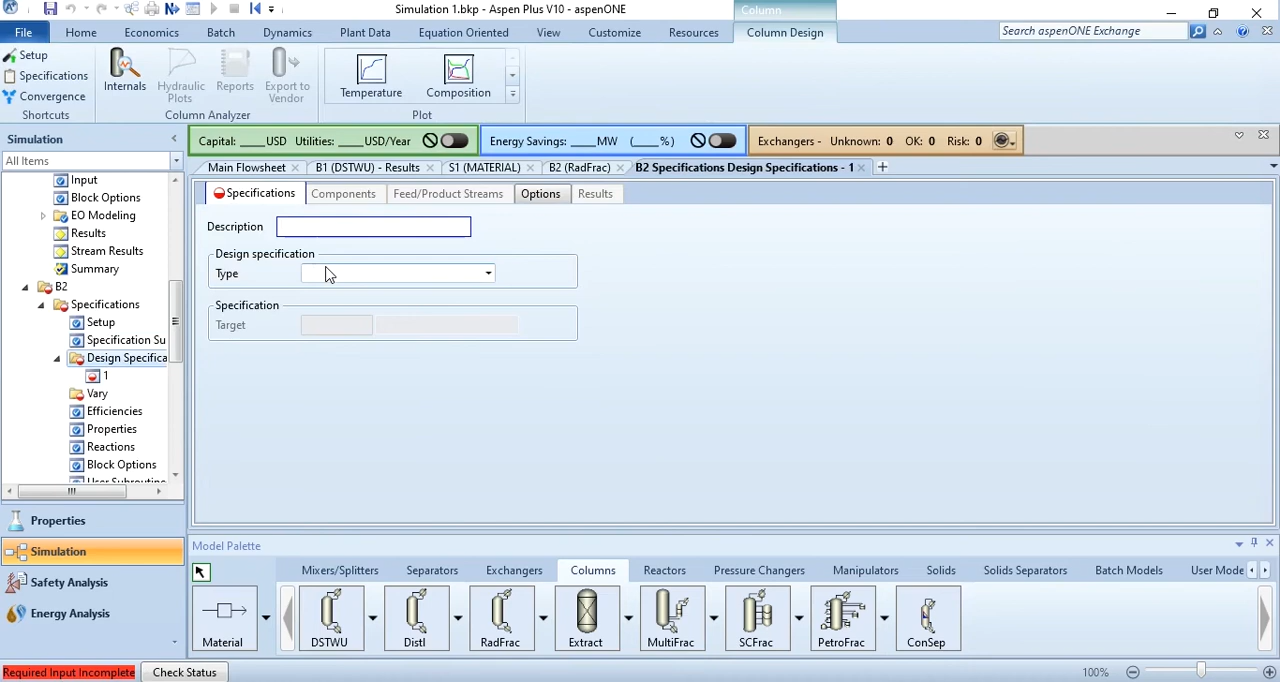 Simulation 1.bkp - Aspen Plus V10 - aspenONE
Column
File Home Economics Batch Dynamics Plant Data Equation Oriented View Customize Resources Column Design Search aspenONE Exchange
Setup
Specifications
Convergence
Shortcuts
Internals
Hydraulic Plots
Reports
Export to Vendor
Column Analyzer
Temperature
Composition
Plot
Simulation
Capital: ____USD Utilities: ____USD/Year
Energy Savings: ____MW (____%)
Exchangers - Unknown: 0 OK: 0 Risk: 0
All Items
Main Flowsheet B1 (DSTWU) - Results S1 (MATERIAL) B2 (RadFrac) B2 Specifications Design Specifications - 1
Input
Block Options
EO Modeling
Results
Stream Results
Summary
B2
Specifications
Setup
Specification Su
Design Specifica
1
Vary
Efficiencies
Properties
Reactions
Block Options
User Subroutine
Specifications Components Feed/Product Streams Options Results
Description
Design specification
Type
Specification
Target
Properties
Simulation
Safety Analysis
Energy Analysis
Model Palette
Mixers/Splitters Separators Exchangers Columns Reactors Pressure Changers Manipulators Solids Solids Separators Batch Models User Mode
Material DSTWU Distl RadFrac Extract MultiFrac SCFrac PetroFrac ConSep
Required Input Incomplete Check Status 100%